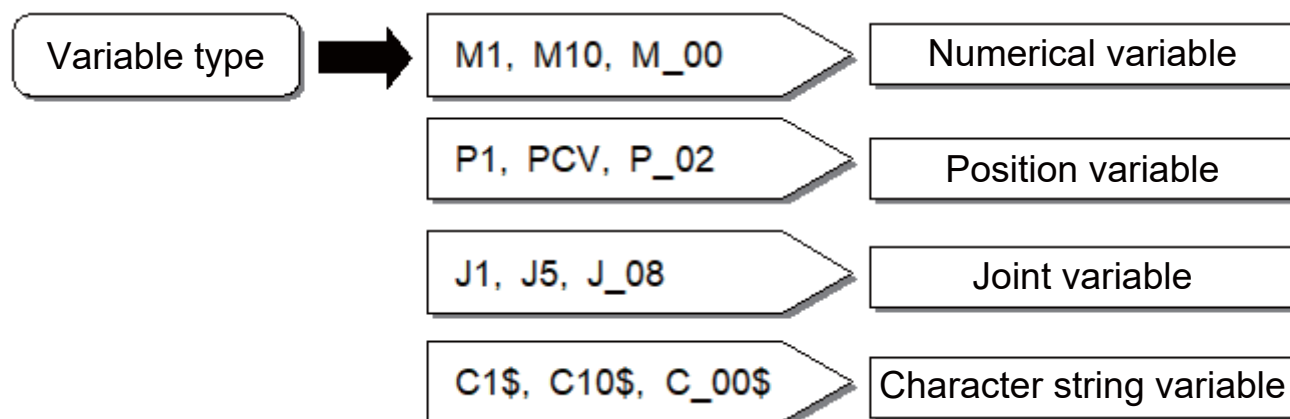 Variable type
M1, M10, M_00
Numerical variable
P1, PCV, P_02
Position variable
J1, J5, J_08
Joint variable
C1$, C10$, C_00$
Character string variable